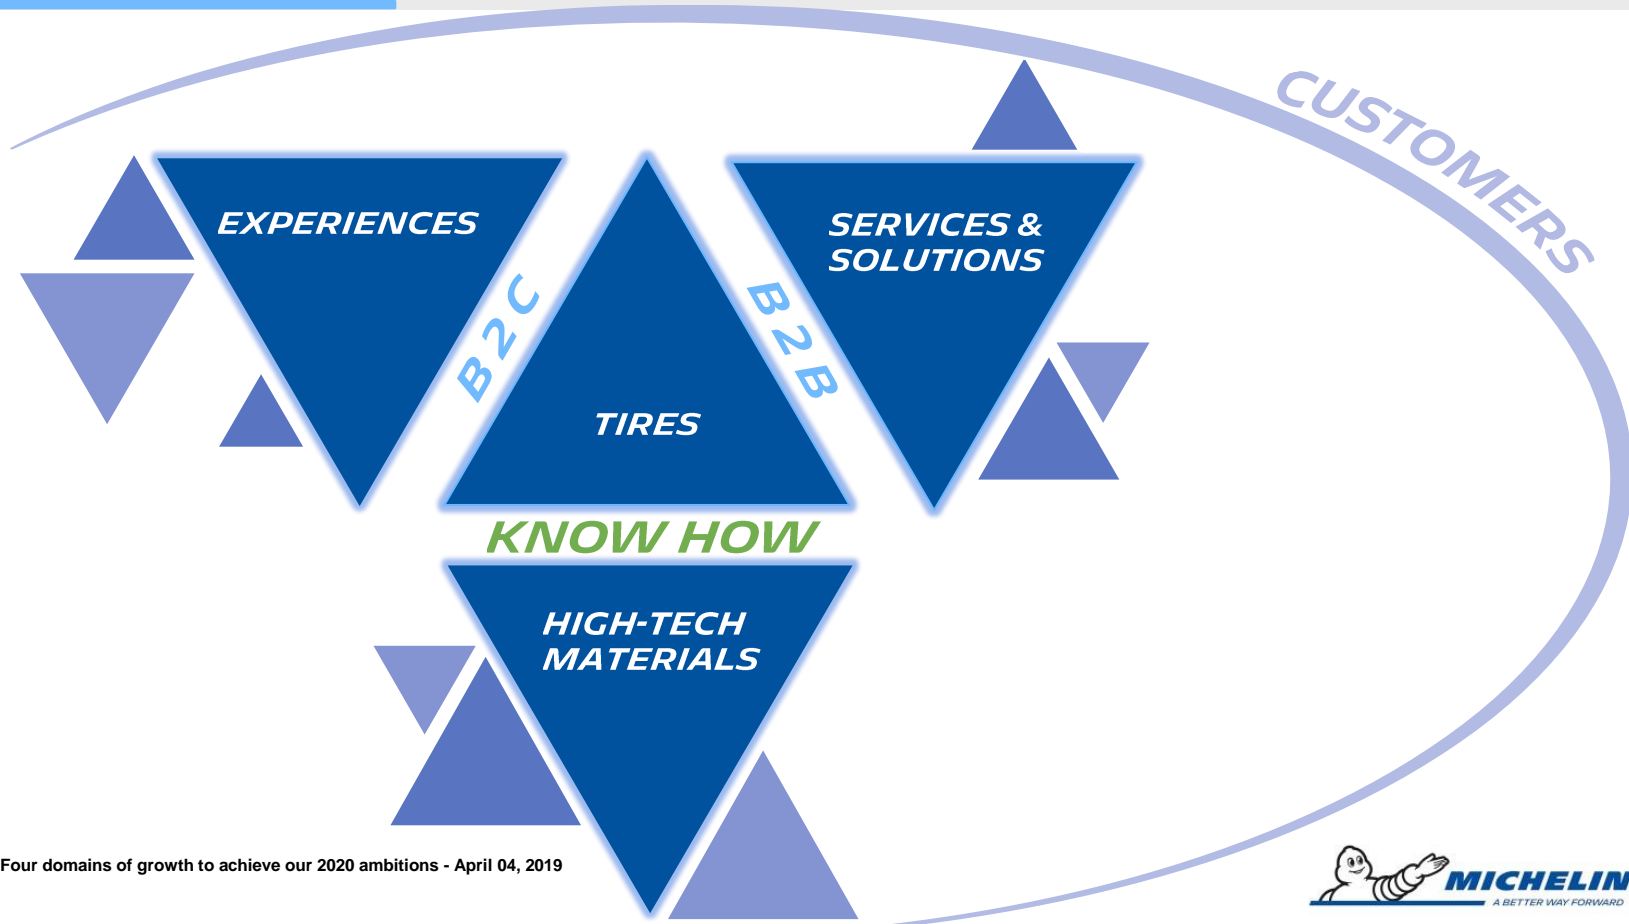 CUSTOMERS
EXPERIENCES
SERVICES &
SOLUTIONS
B2C
B2B
TIRES
KNOW HOW
HIGH-TECH
MATERIALS
Four domains of growth to achieve our 2020 ambitions - April 04, 2019
MICHELIN
A BETTER WAY FORWARD